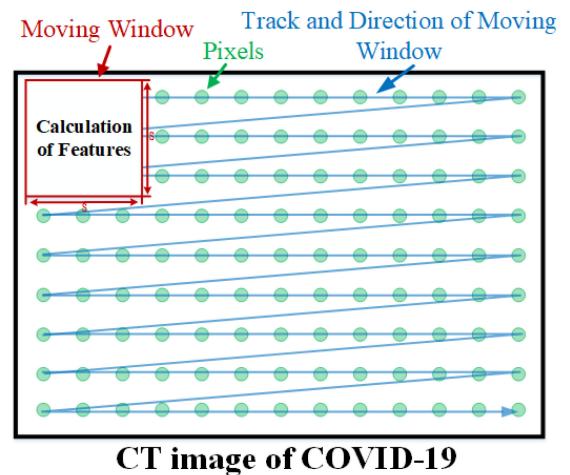 Moving Window
Pixels
Track and Direction of Moving
Window
Calculation
of Features
s
s
CT image of COVID-19